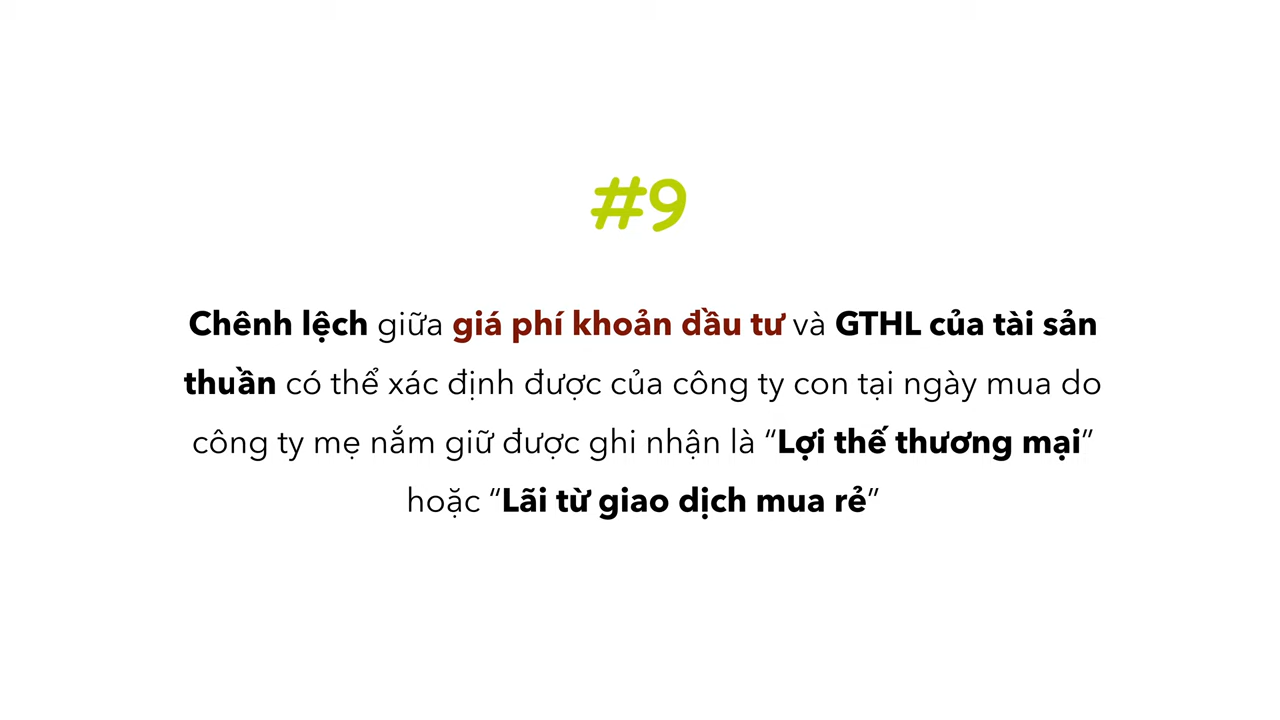 #9
Chênh lệch giữa giá phí khoản đầu tư và GTHL của tài sản
thuần có thể xác định được của công ty con tại ngày mua do
công ty mẹ nắm giữ được ghi nhận là “Lợi thế thương mại”
hoặc “Lãi từ giao dịch mua rẻ”